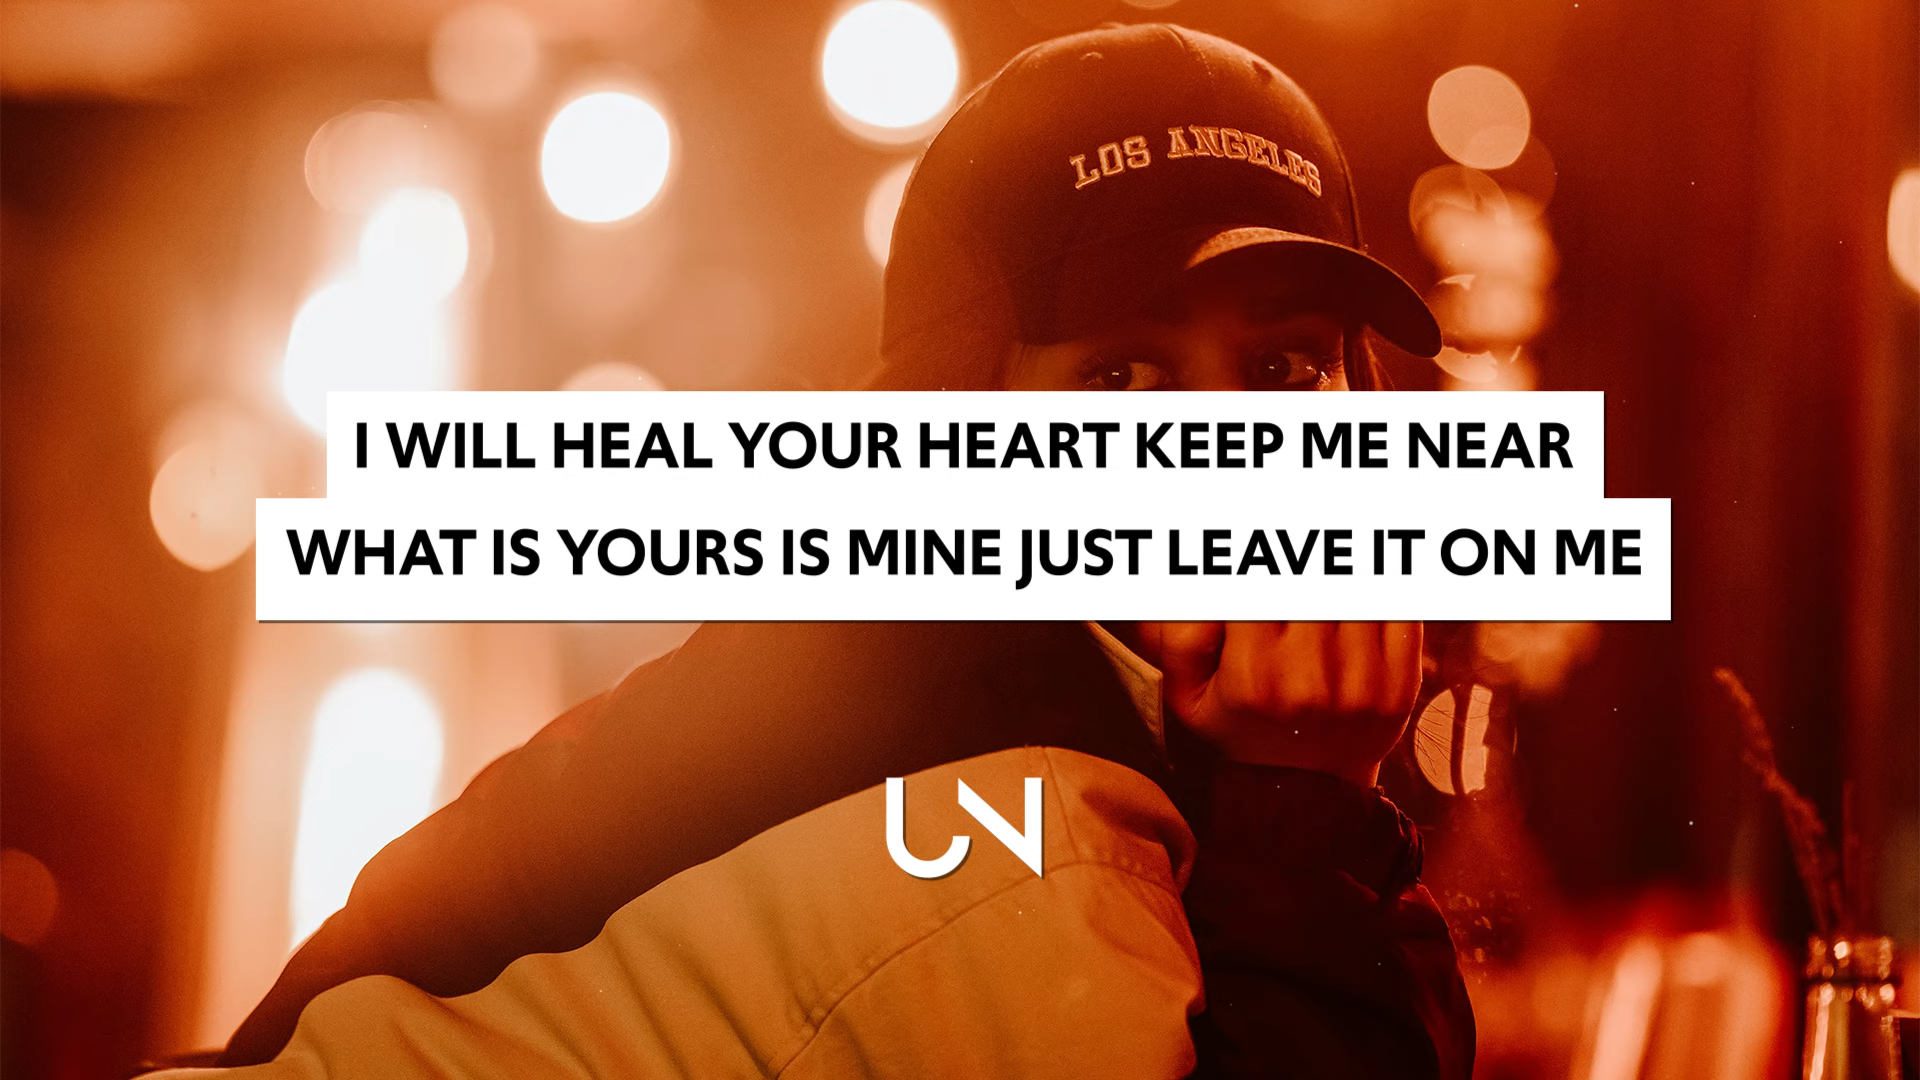 LOS ANGELES
I WILL HEAL YOUR HEART KEEP ME NEAR
WHAT IS YOURS IS MINE JUST LEAVE IT ON ME
UN